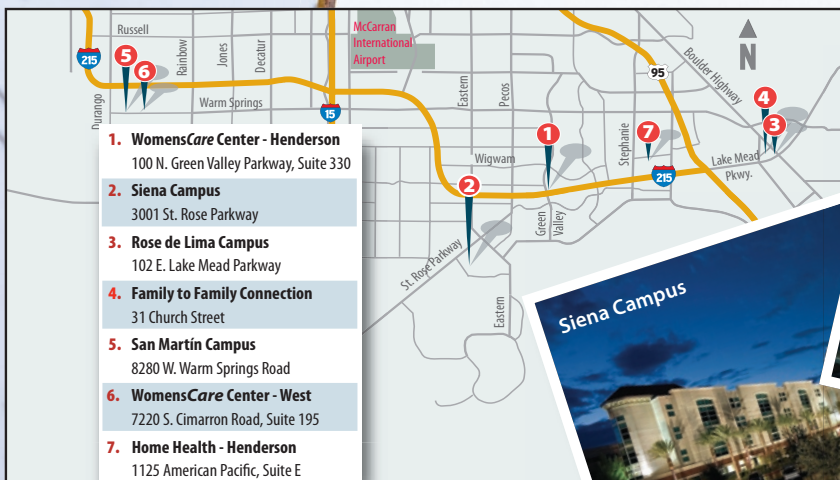 Russell
215
5
6
Durango
Rainbow
Jones
Decatur
Warm Springs
15
McCarran
International
Airport
Eastern
Pecos
95
Boulder Highway
N
4
3
1
7
Stephanie
Wigwam
2
215
Lake Mead
Pkwy.
Green
Valley
St. Rose Parkway
Eastern
1. WomensCare Center - Henderson
100 N. Green Valley Parkway, Suite 330
2. Siena Campus
3001 St. Rose Parkway
3. Rose de Lima Campus
102 E. Lake Mead Parkway
4. Family to Family Connection
31 Church Street
5. San Martín Campus
8280 W. Warm Springs Road
6. WomensCare Center - West
7220 S. Cimarron Road, Suite 195
7. Home Health - Henderson
1125 American Pacific, Suite E
Siena Campus